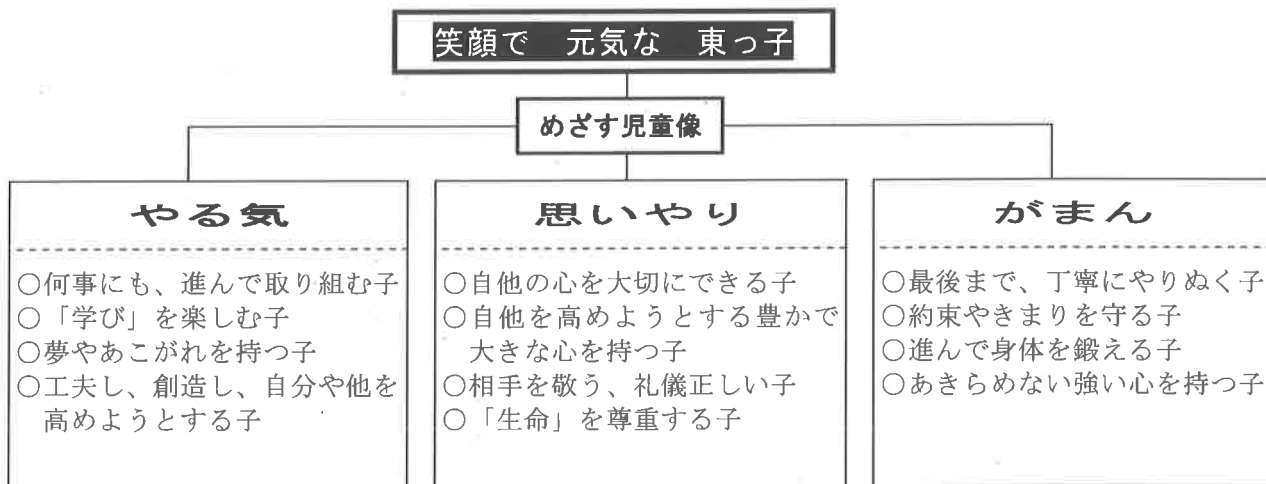 笑顔で　元気な　東っ子
めざす児童像
やる気
○何事にも、進んで取り組む子
○「学び」を楽しむ子
○夢やあこがれを持つ子
○工夫し、創造し、自分や他を
高めようとする子
思いやり
○自他の心を大切にできる子
○自他を高めようとする豊かで
大きな心を持つ子
○相手を敬う、礼儀正しい子
○「生命」を尊重する子
がまん
○最後まで、丁寧にやりぬく子
○約束やきまりを守る子
○進んで身体を鍛える子
○あきらめない強い心を持つ子